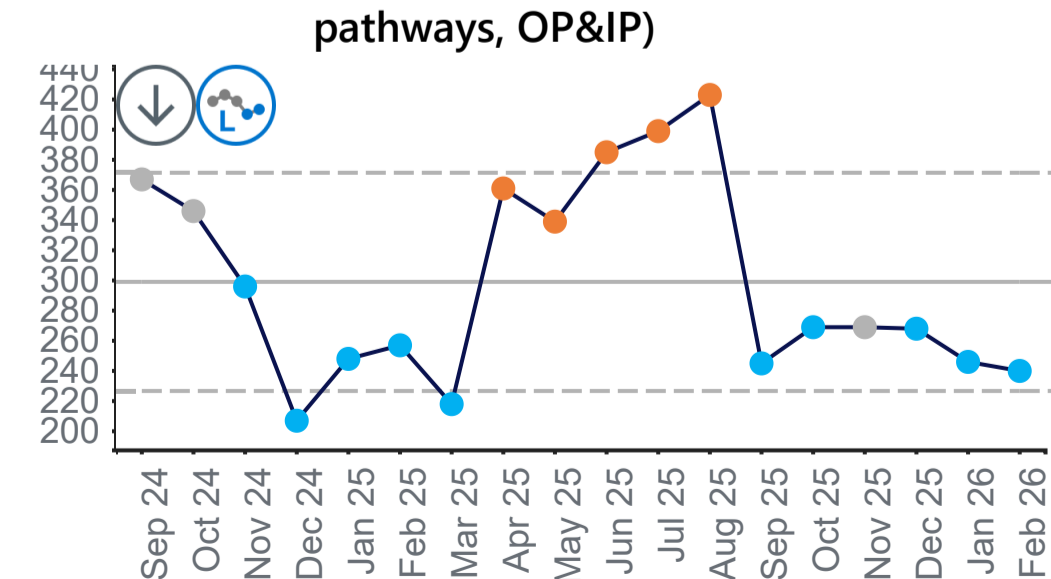 pathways, OP&IP)
440
420
400
380
360
340
320
300
280
260
240
220
200
L
Sep 24
Oct 24
Nov 24
Dec 24
Jan 25
Feb 25
Mar 25
Apr 25
May 25
Jun 25
Jul 25
Aug 25
Sep 25
Oct 25
Nov 25
Dec 25
Jan 26
Feb 26